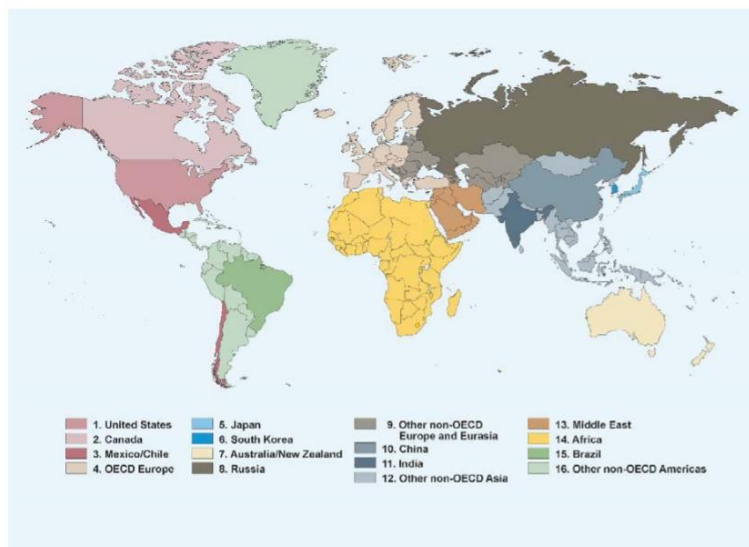 1. United States
2. Canada
3. Mexico/Chile
4. OECD Europe
5. Japan
6. South Korea
7. Australia/New Zealand
8. Russia
9. Other non-OECD
Europe and Eurasia
10. China
11. India
12. Other non-OECD Asia
13. Middle East
14. Africa
15. Brazil
16. Other non-OECD Americas